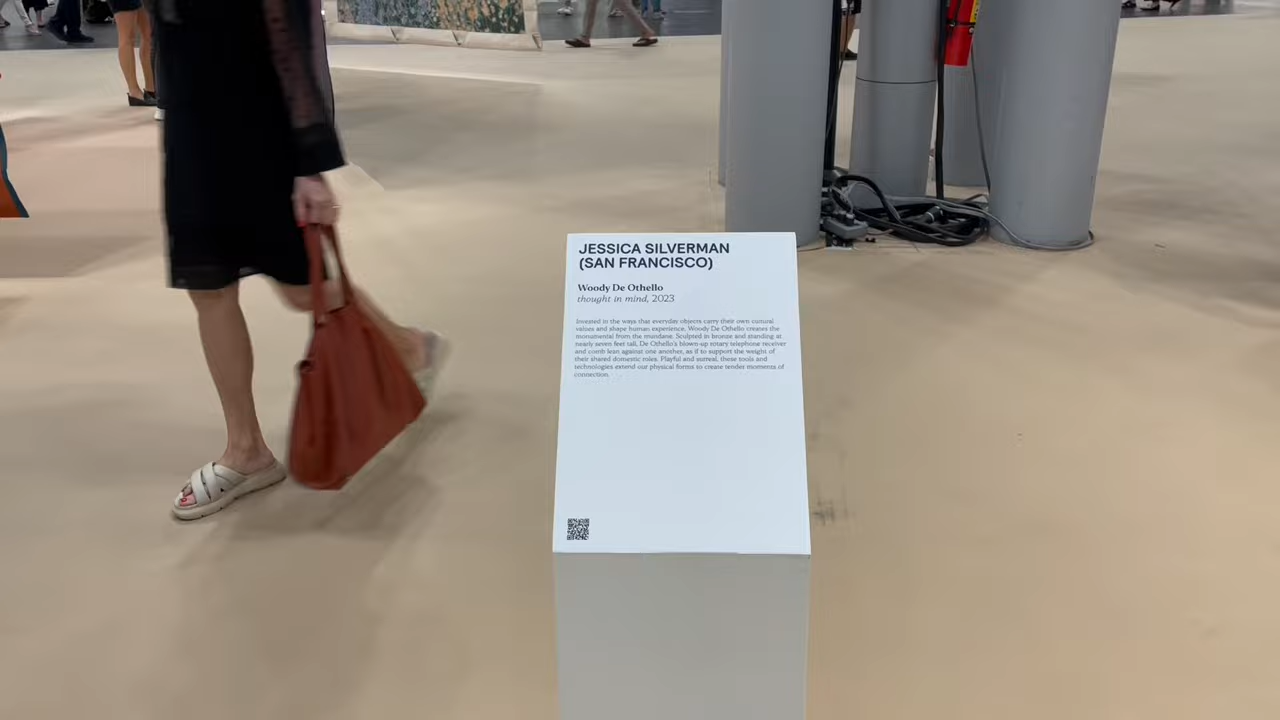 JESSICA SILVERMAN
(SAN FRANCISCO)
Woody De Othello
thought in mind, 2023
Invested in the ways that everyday objects carry their own cultural
values and shape human experience, Woody De Othello creates the
monumental from the mundane. Sculpted in bronze and standing at
nearly seven feet tall, De Othello's blown-up rotary telephone receiver
and comb lean against one another, as if to support the weight of
their shared domestic roles. Playful and surreal, these tools and
technologies extend our physical forms to create tender moments of
connection.